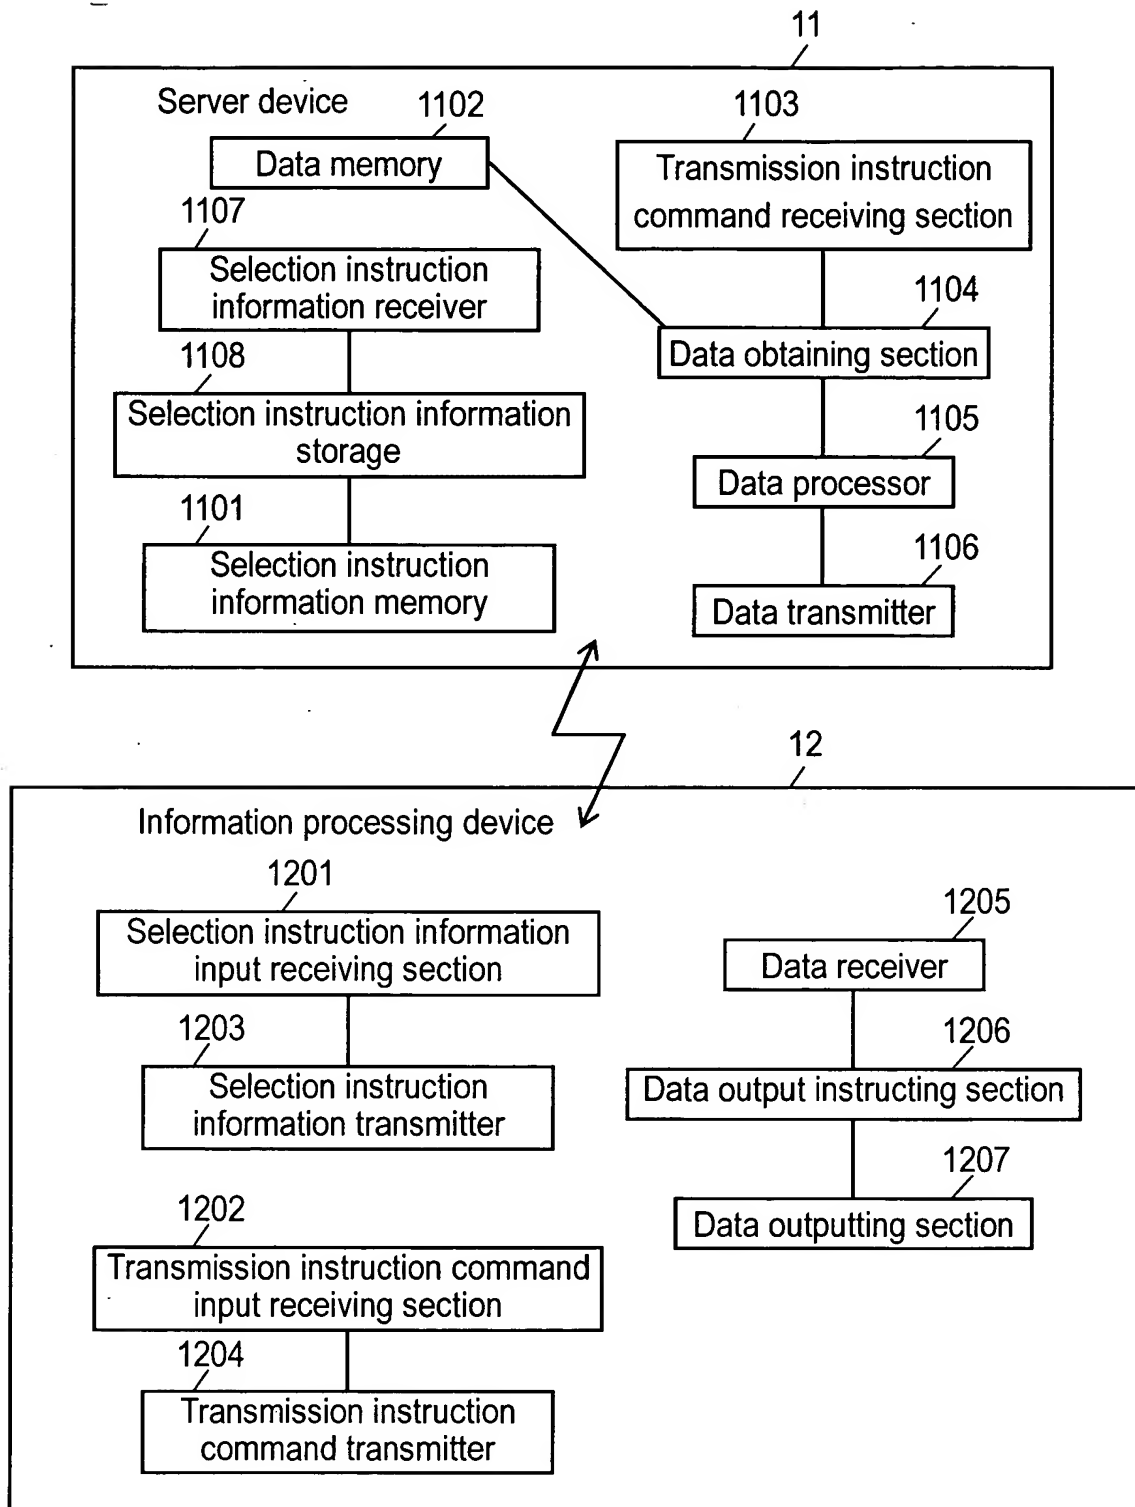 11
Server device
1102
1103
Data memory
Transmission instruction
command receiving section
1107
Selection instruction
information receiver
1104
Data obtaining section
1108
Selection instruction information
storage
1105
Data processor
1101
Selection instruction
information memory
1106
Data transmitter
12
Information processing device
1201
Selection instruction information
input receiving section
1205
Data receiver
1203
Selection instruction
information transmitter
1206
Data output instructing section
1207
Data outputting section
1202
Transmission instruction command
input receiving section
1204
Transmission instruction
command transmitter